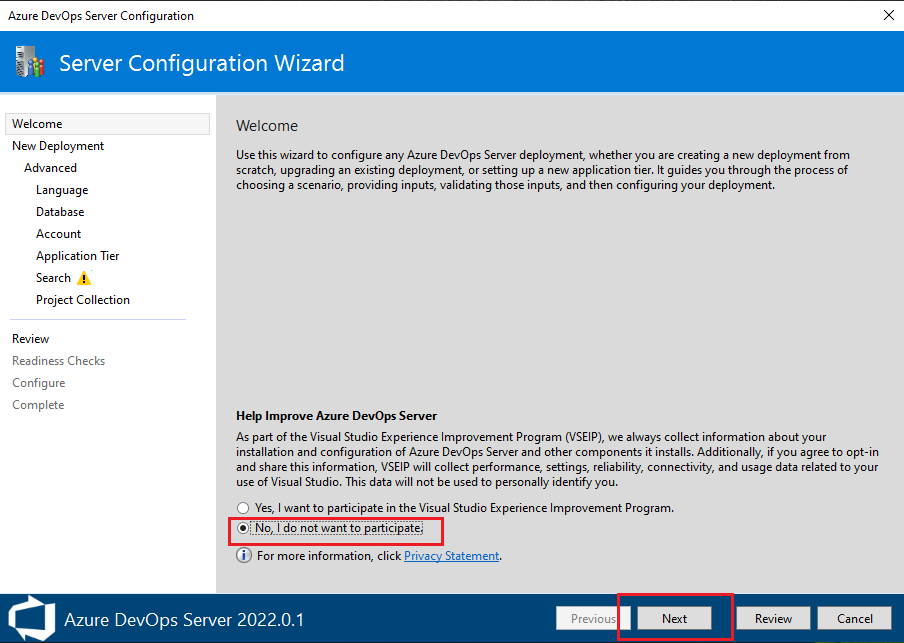 Azure DevOps Server Configuration
Server Configuration Wizard
Welcome
New Deployment
Advanced
Language
Database
Account
Application Tier
Search
Project Collection
Review
Readiness Checks
Configure
Complete
Welcome
Use this wizard to configure any Azure DevOps Server deployment, whether you are creating a new deployment from
scratch, upgrading an existing deployment, or setting up a new application tier. It guides you through the process of
choosing a scenario, providing inputs, validating those inputs, and then configuring your deployment.
Help Improve Azure DevOps Server
As part of the Visual Studio Experience Improvement Program (VSEIP), we always collect information about your
installation and configuration of Azure DevOps Server and other components it installs. Additionally, if you agree to opt-in
and share this information, VSEIP will collect performance, settings, reliability, connectivity, and usage data related to your
use of Visual Studio. This data will not be used to personally identify you.
Yes, I want to participate in the Visual Studio Experience Improvement Program.
No, I do not want to participate.
For more information, click Privacy Statement.
Azure DevOps Server 2022.0.1
Previous
Next
Review
Cancel